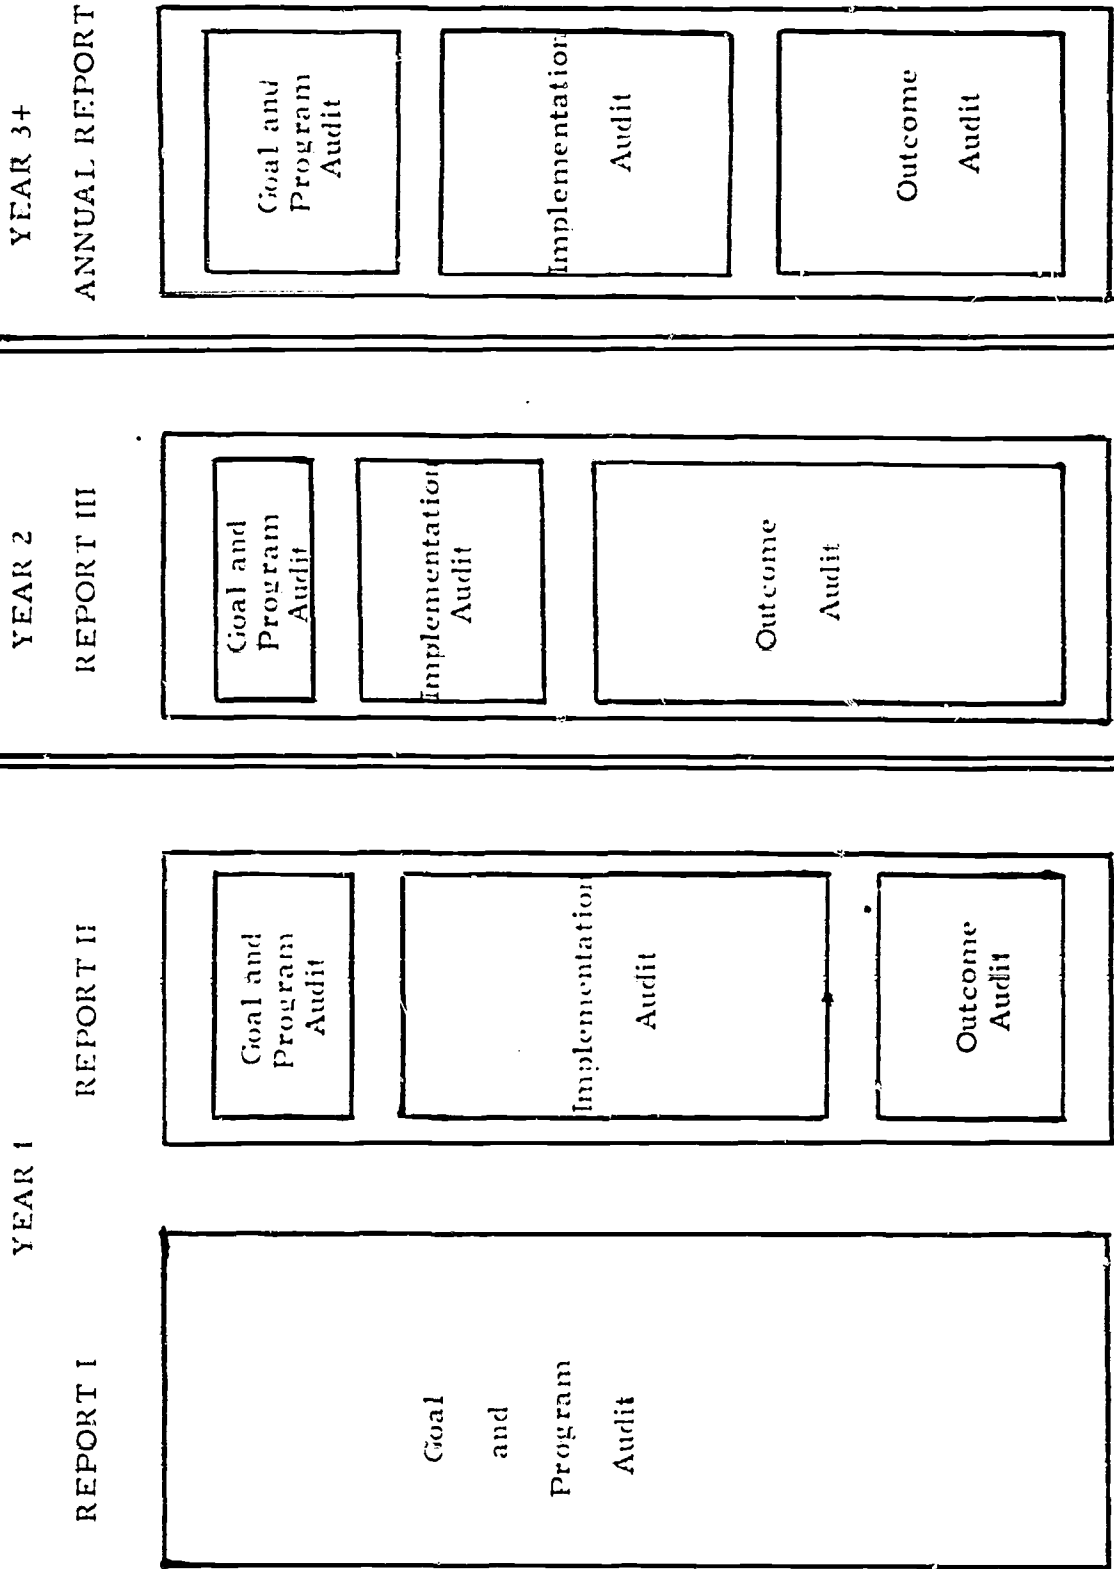 YEAR 1
YEAR 2
YEAR 3+
REPORT I
REPORT II
REPORT III
ANNUAL REPORT
Goal
and
Program
Audit
Goal and
Program
Audit
Implementation
Audit
Outcome
Audit
Goal and
Program
Audit
Implementation
Audit
Outcome
Audit
Goal and
Program
Audit
Implementation
Audit
Outcome
Audit